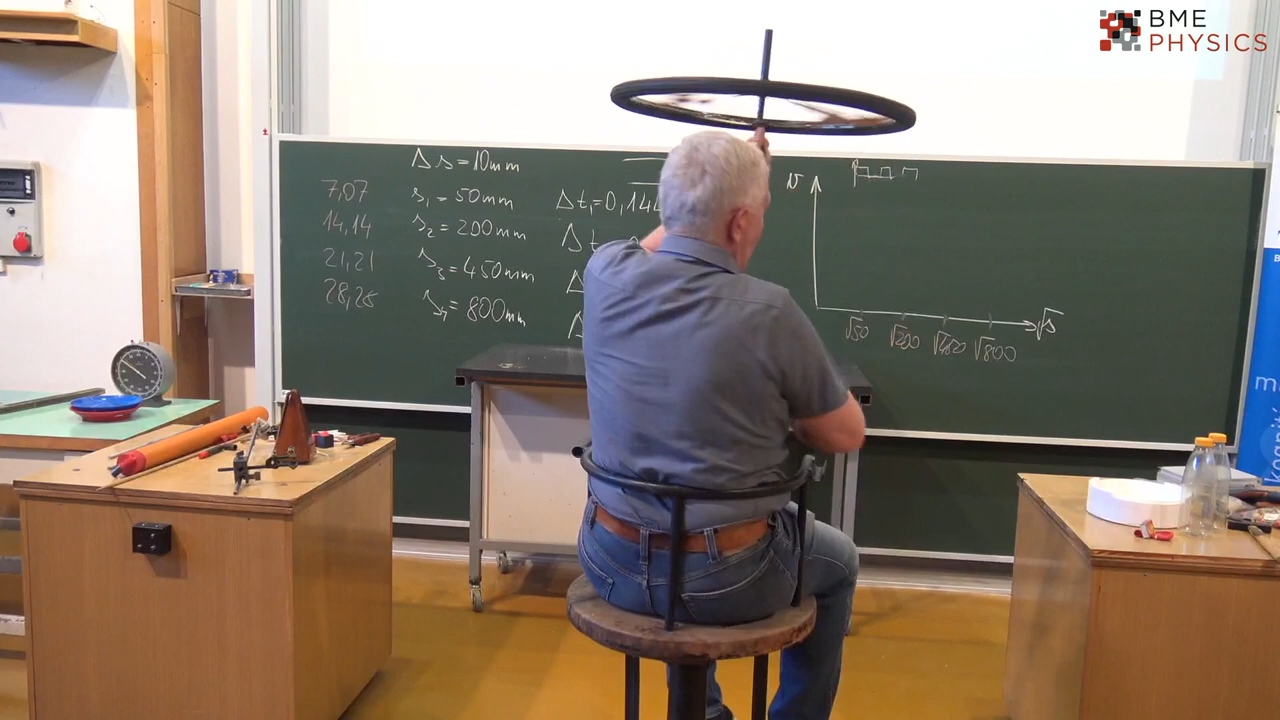 BME
PHYSICS
7,07
14,14
21,21
28,28
Δs = 10mm
s₁ = 50mm
s₂ = 200mm
s₃ = 450mm
s₄ = 800mm
Δt₁=0,144
Δt
Δ
Δ
v
√50
√200
√450
√800
√s